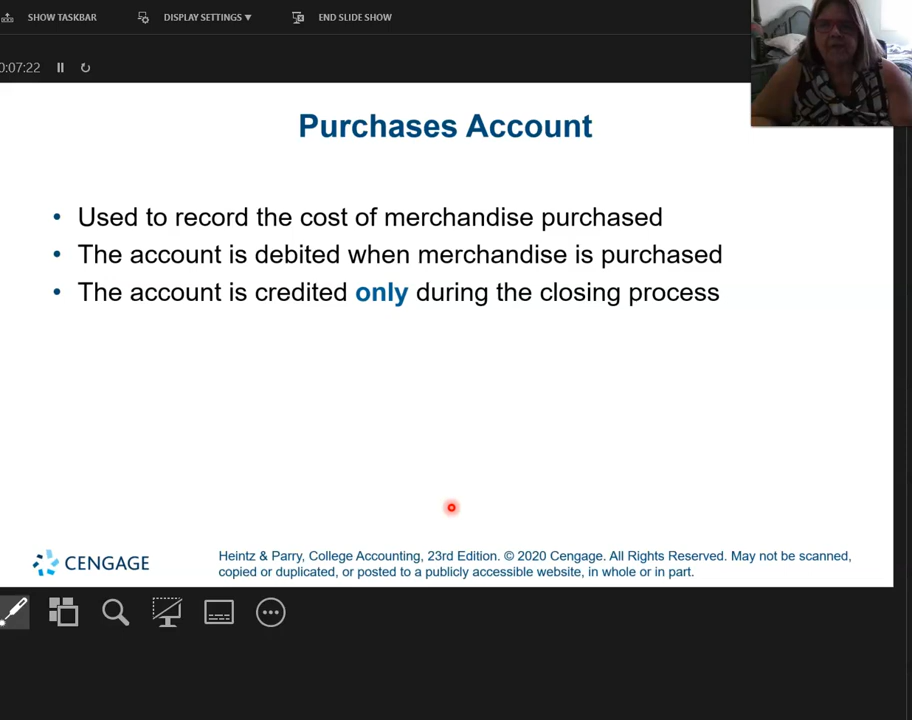 SHOW TASKBAR
DISPLAY SETTINGS ▼
END SLIDE SHOW
0:07:22
Purchases Account
• Used to record the cost of merchandise purchased
• The account is debited when merchandise is purchased
• The account is credited only during the closing process
CENGAGE
Heintz & Parry, College Accounting, 23rd Edition. © 2020 Cengage. All Rights Reserved. May not be scanned,
copied or duplicated, or posted to a publicly accessible website, in whole or in part.